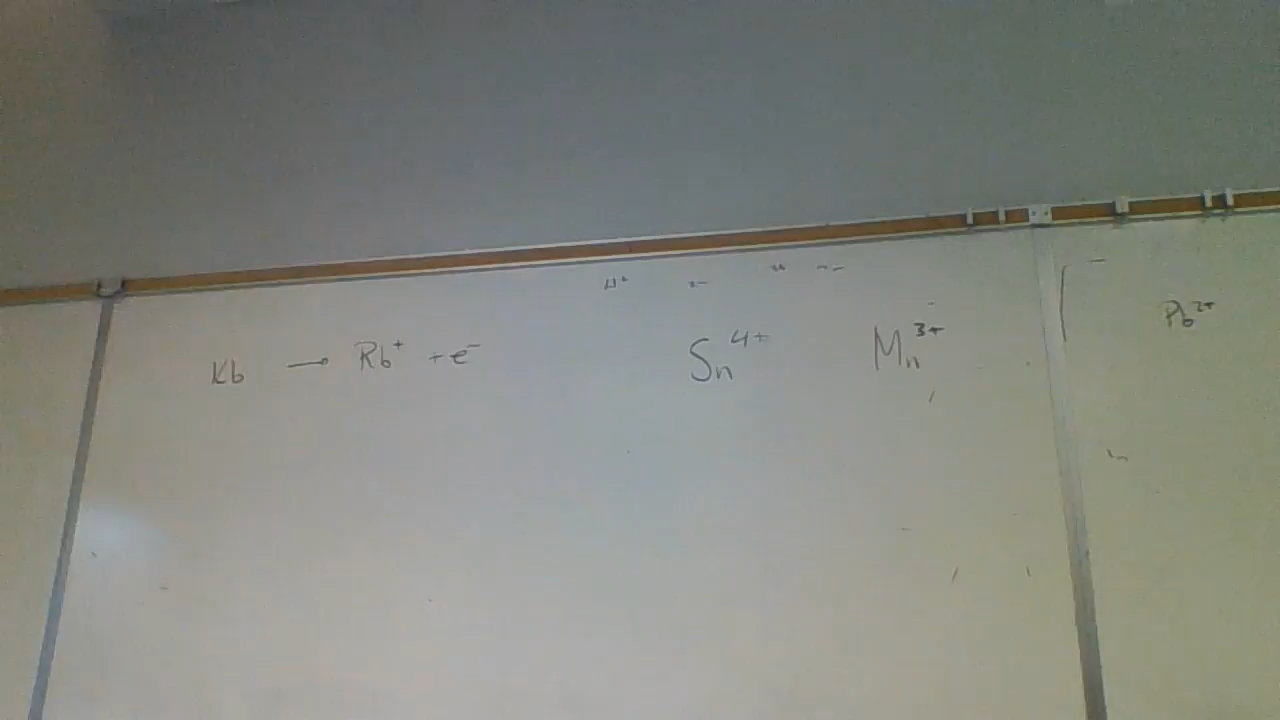 Rb → Rb⁺ + e⁻ Sn⁴⁺ Mn³⁺ Pb²⁺